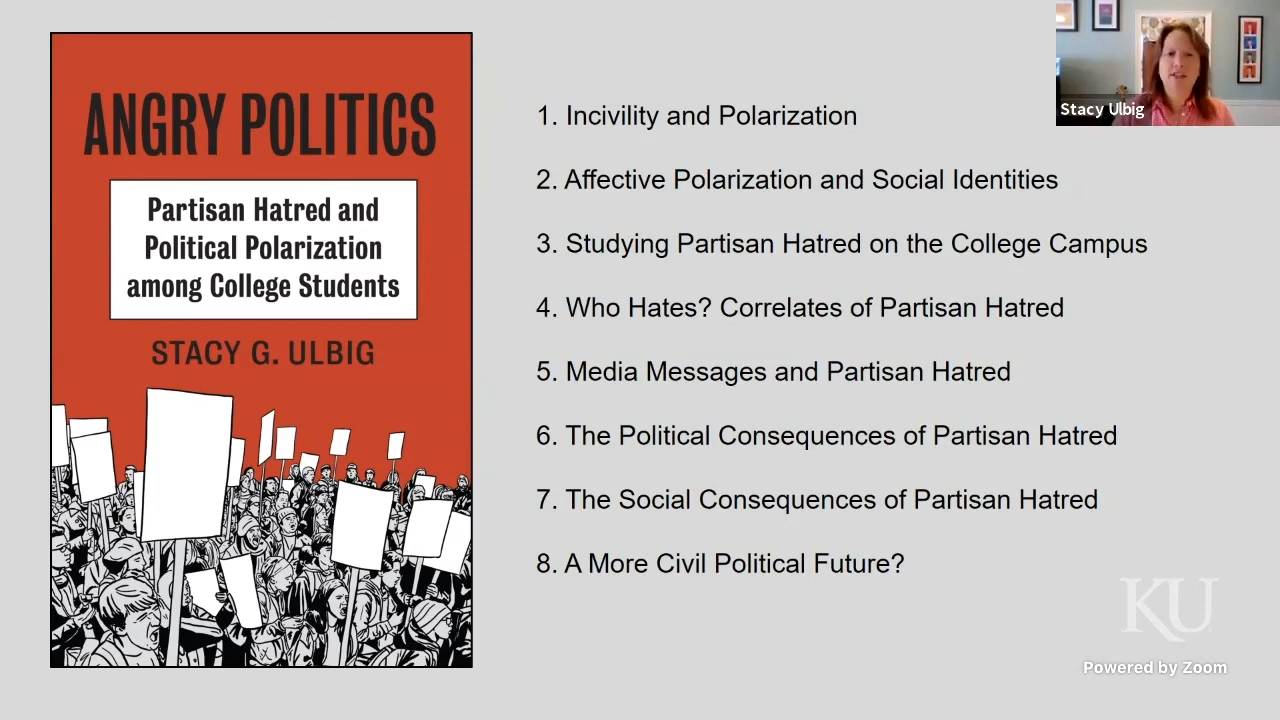 ANGRY POLITICS
Partisan Hatred and
Political Polarization
among College Students
STACY G. ULBIG
1. Incivility and Polarization
2. Affective Polarization and Social Identities
3. Studying Partisan Hatred on the College Campus
4. Who Hates? Correlates of Partisan Hatred
5. Media Messages and Partisan Hatred
6. The Political Consequences of Partisan Hatred
7. The Social Consequences of Partisan Hatred
8. A More Civil Political Future?
Stacy Ulbig
KU
Powered by Zoom